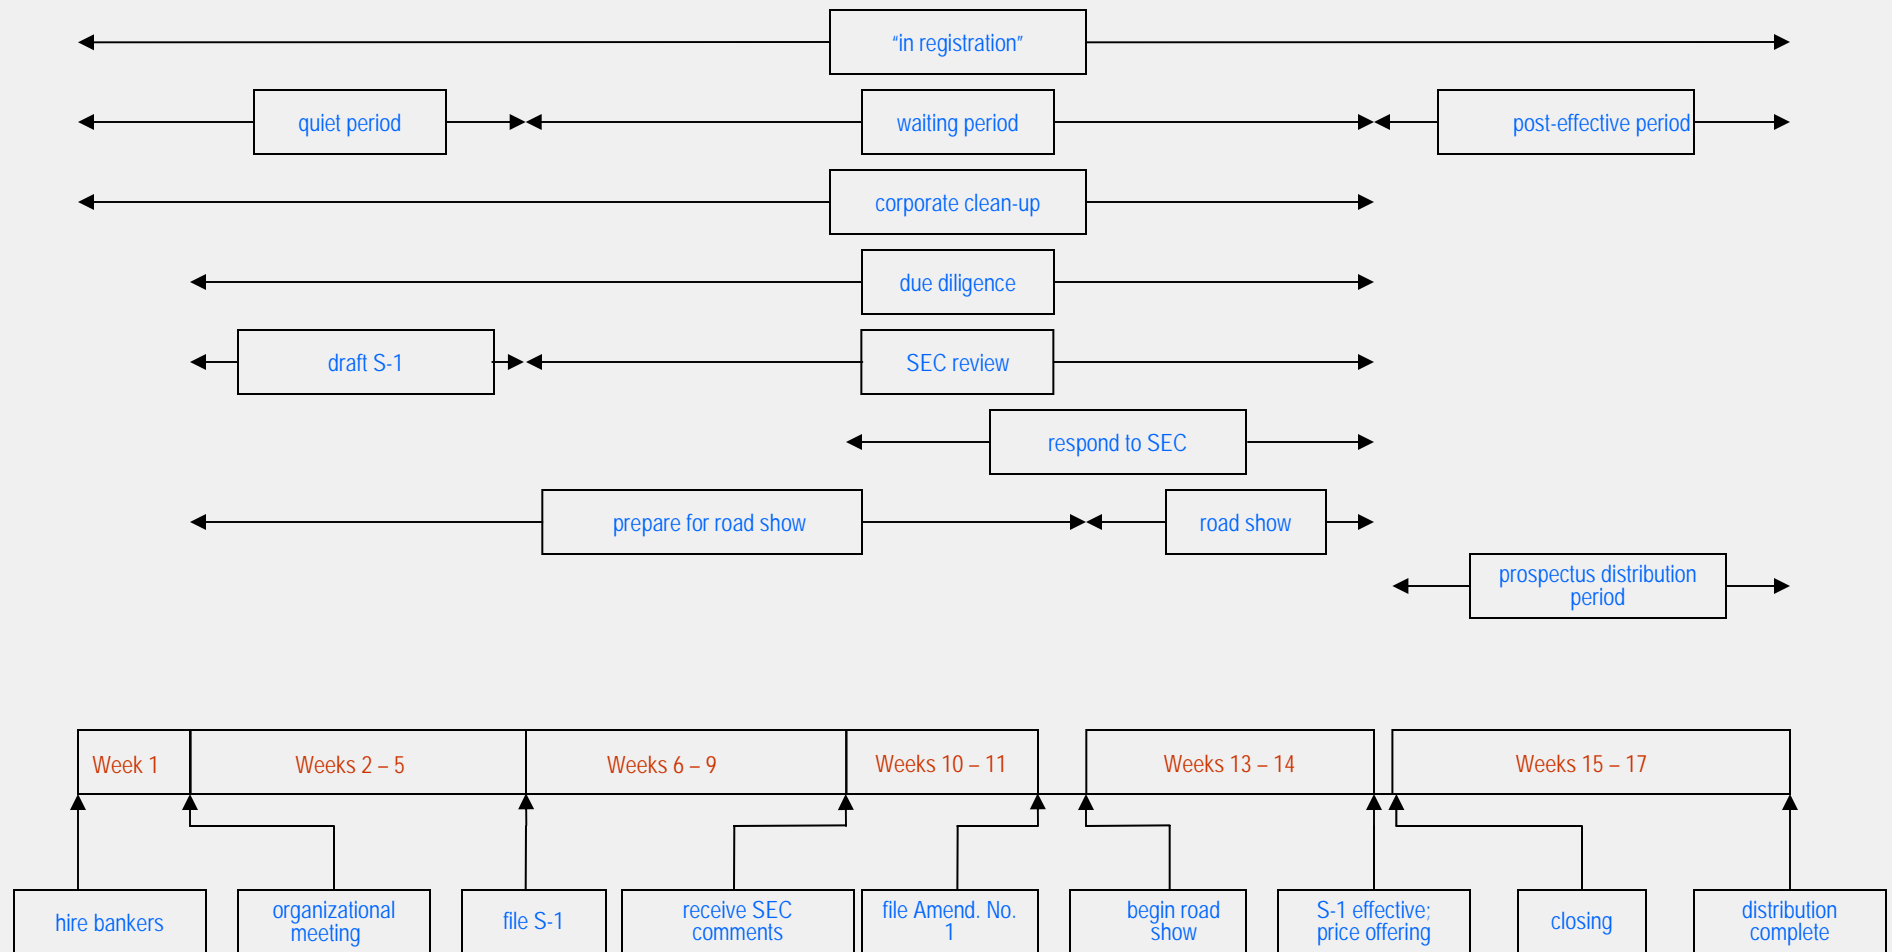 “in registration”
quiet period
waiting period
post-effective period
corporate clean-up
due diligence
draft S-1
SEC review
respond to SEC
prepare for road show
road show
prospectus distribution
period
Week 1
Weeks 2 – 5
Weeks 6 – 9
Weeks 10 – 11
Weeks 13 – 14
Weeks 15 – 17
hire bankers
organizational
meeting
file S-1
receive SEC
comments
file Amend. No.
1
begin road
show
S-1 effective;
price offering
closing
distribution
complete